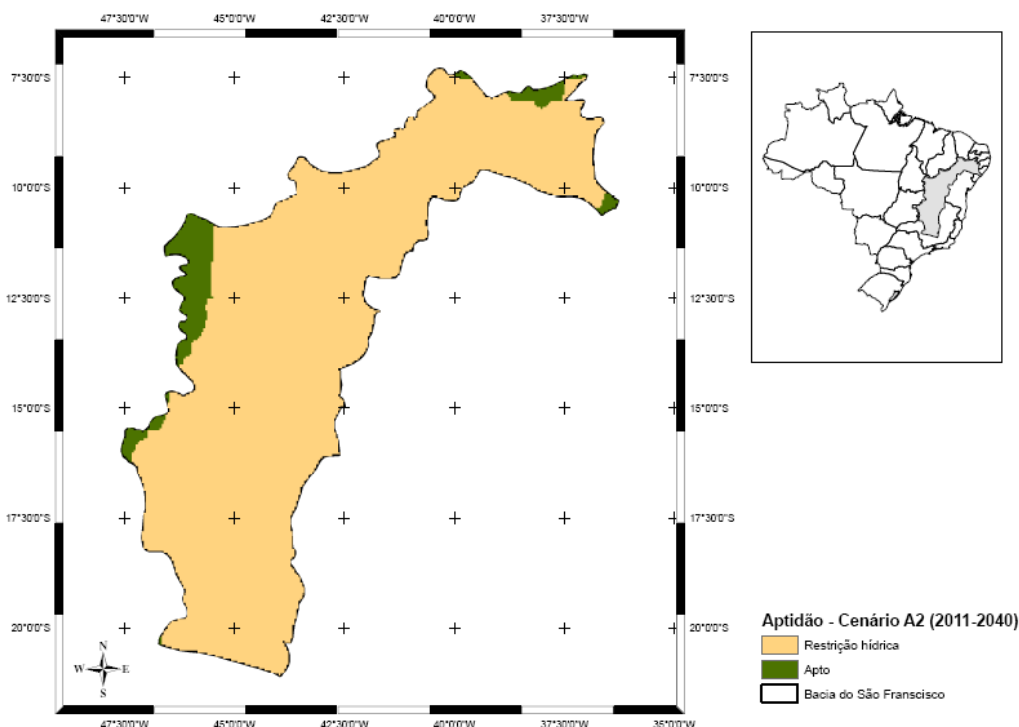 47°30'0"W 45°0'0"W 42°30'0"W 40°0'0"W 37°30'0"W
7°30'0"S 7°30'0"S
10°0'0"S 10°0'0"S
12°30'0"S 12°30'0"S
15°0'0"S 15°0'0"S
17°30'0"S 17°30'0"S
20°0'0"S 20°0'0"S
N
W E
S
47°30'0"W 45°0'0"W 42°30'0"W 40°0'0"W 37°30'0"W 35°0'0"W
Aptidão - Cenário A2 (2011-2040)
Restrição hídrica
Apto
Bacia do São Franscisco